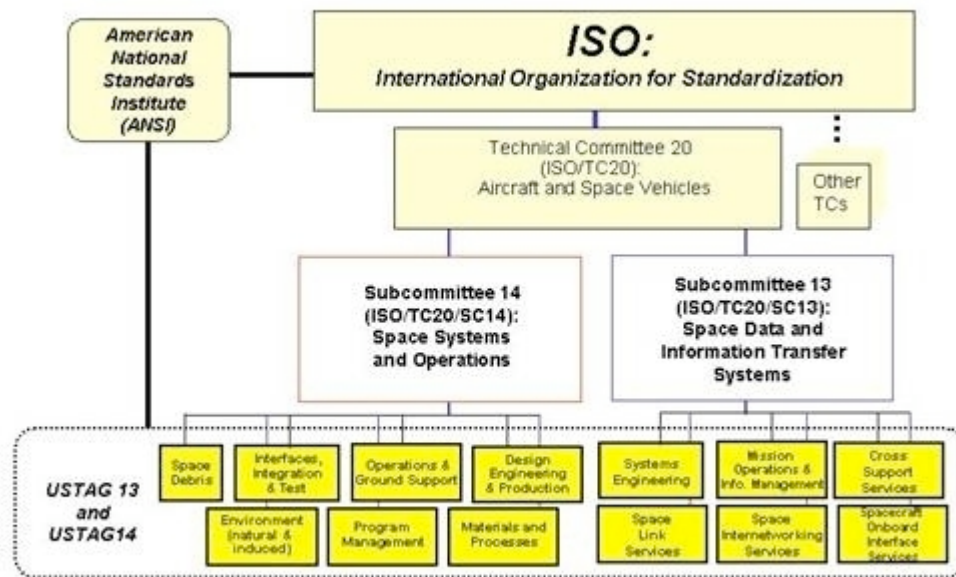 American
National
Standards
Institute
(ANSI)
ISO:
International Organization for Standardization
Technical Committee 20
(ISO/TC20):
Aircraft and Space Vehicles
Other
TCs
Subcommittee 14
(ISO/TC20/SC14):
Space Systems
and Operations
Subcommittee 13
(ISO/TC20/SC13):
Space Data and
Information Transfer
Systems
USTAG 13
and
USTAG14
Space
Debris
Interfaces,
Integration
& Test
Operations &
Ground Support
Design
Engineering
& Production
Systems
Engineering
Mission
Operations &
Info. Management
Cross
Support
Services
Environment
(natural &
induced)
Program
Management
Materials and
Processes
Space
Link
Services
Space
Internetworking
Services
Spacecraft
Onboard
Interface
Services